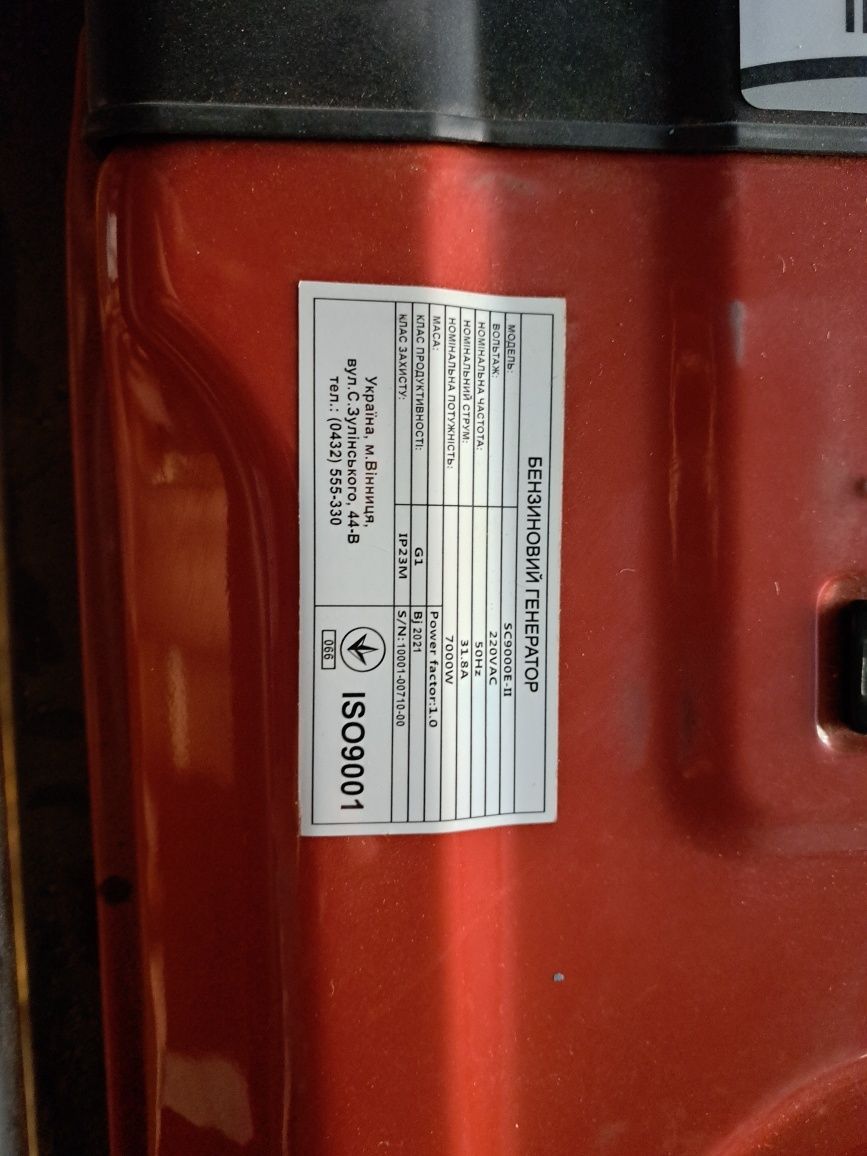 БЕНЗИНОВИЙ ГЕНЕРАТОР
МОДЕЛЬ: SC9000E-II
ВОЛЬТАЖ: 220VAC
НОМІНАЛЬНА ЧАСТОТА: 50Hz
НОМІНАЛЬНИЙ СТРУМ: 31.8A
НОМІНАЛЬНА ПОТУЖНІСТЬ: 7000W
МАСА: Power factor:1.0
КЛАС ПРОДУКТИВНОСТІ: G1 Bj 2021
КЛАС ЗАХИСТУ: IP23M S/N:10001-00710-00
Україна, м.Вінниця,
вул.С.Зулінського, 44-В
тел.: (0432) 555-330
066
ISO9001